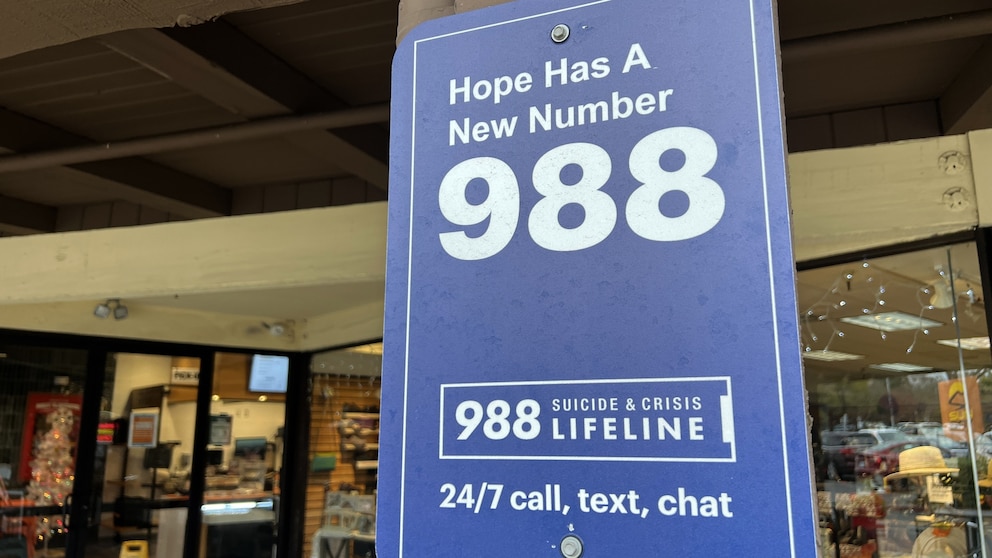 Hope Has A
New Number
988
988 SUICIDE & CRISIS
LIFELINE
24/7 call, text, chat